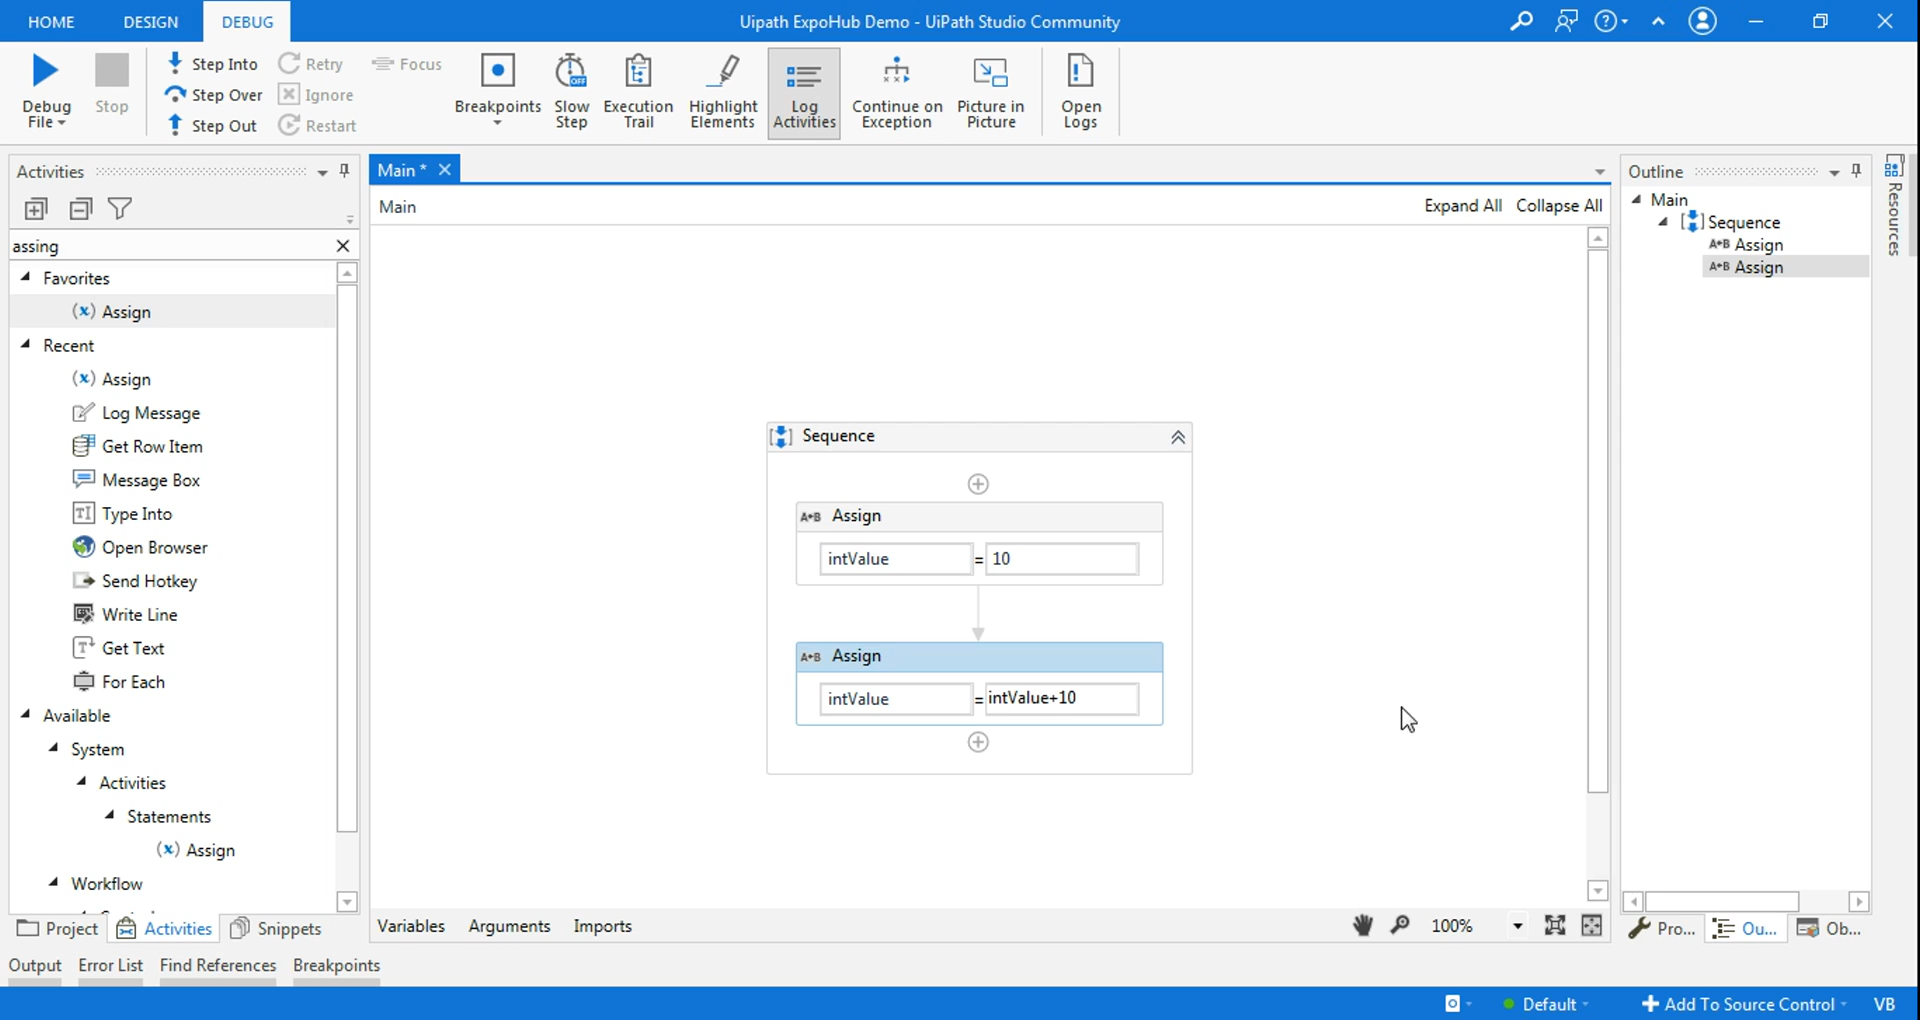 HOME DESIGN DEBUG Uipath ExpoHub Demo - UiPath Studio Community
Debug File
Stop
Step Into
Step Over
Step Out
Retry
Ignore
Restart
Focus
Breakpoints
Slow Step
OFF
Execution Trail
Highlight Elements
Log Activities
Continue on Exception
Picture in Picture
Open Logs
Activities
assing
Favorites
(x) Assign
Recent
(x) Assign
Log Message
Get Row Item
Message Box
Type Into
Open Browser
Send Hotkey
Write Line
Get Text
For Each
Available
System
Activities
Statements
(x) Assign
Workflow
Project Activities Snippets
Main *
Main Expand All Collapse All
Sequence
A+B Assign
intValue = 10
A+B Assign
intValue = intValue+10
Variables Arguments Imports 100%
Outline
Main
Sequence
A+B Assign
A+B Assign
Pro... Ou... Ob...
Resources
Output Error List Find References Breakpoints
Default Add To Source Control VB